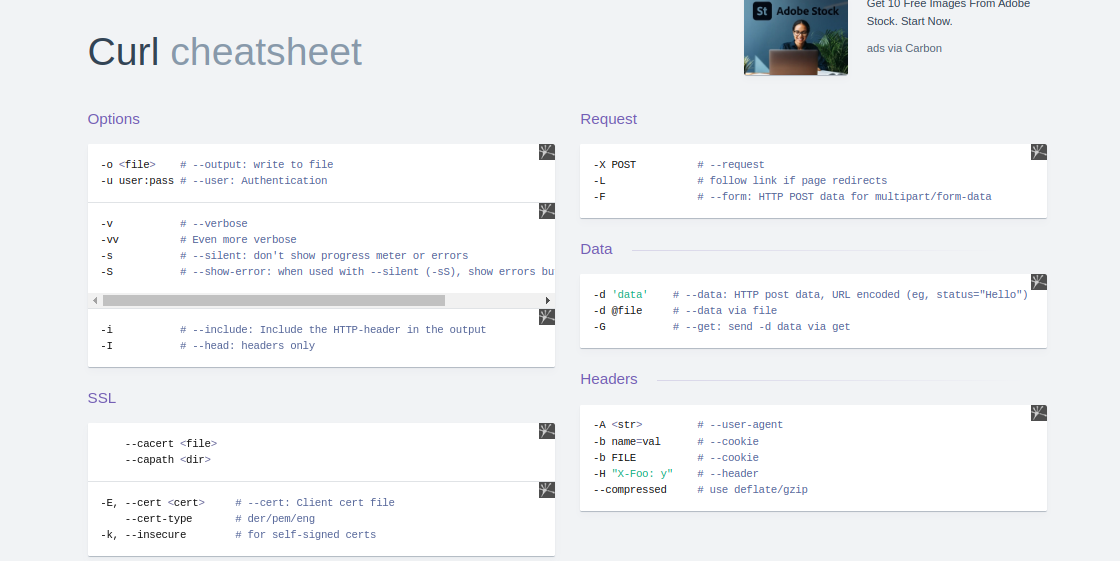 Get 10 Free Images From Adobe
Stock. Start Now.
ads via Carbon
St Adobe Stock
Curl cheatsheet
Options
-o <file>    # --output: write to file
-u user:pass # --user: Authentication
-v           # --verbose
-vv          # Even more verbose
-s           # --silent: don't show progress meter or errors
-S           # --show-error: when used with --silent (-sS), show errors bu
-i           # --include: Include the HTTP-header in the output
-I           # --head: headers only
SSL
    --cacert <file>
    --capath <dir>
-E, --cert <cert>     # --cert: Client cert file
    --cert-type       # der/pem/eng
-k, --insecure        # for self-signed certs
Request
-X POST          # --request
-L               # follow link if page redirects
-F               # --form: HTTP POST data for multipart/form-data
Data
-d 'data'    # --data: HTTP post data, URL encoded (eg, status="Hello")
-d @file     # --data via file
-G           # --get: send -d data via get
Headers
-A <str>         # --user-agent
-b name=val      # --cookie
-b FILE          # --cookie
-H "X-Foo: y"    # --header
--compressed     # use deflate/gzip